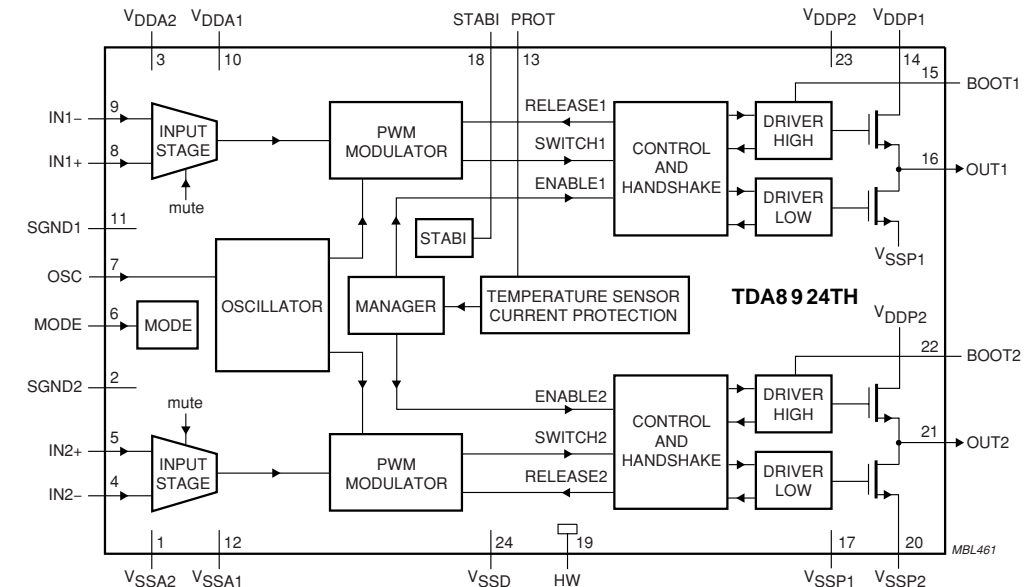 VDDA2 VDDA1 STABI PROT VDDP2 VDDP1
3 10 18 13 23 14
15 BOOT1
IN1− 9
IN1+ 8
INPUT
STAGE
mute
PWM
MODULATOR
RELEASE1
SWITCH1
ENABLE1
CONTROL
AND
HANDSHAKE
DRIVER
HIGH
DRIVER
LOW
16 OUT1
VSSP1
SGND1 11
STABI
OSC 7
OSCILLATOR
MANAGER
TEMPERATURE SENSOR
CURRENT PROTECTION
TDA8924TH
MODE 6 MODE
VDDP2
22 BOOT2
SGND2 2
mute
IN2+ 5
IN2− 4
INPUT
STAGE
PWM
MODULATOR
ENABLE2
SWITCH2
RELEASE2
CONTROL
AND
HANDSHAKE
DRIVER
HIGH
DRIVER
LOW
21 OUT2
1 12 24 19 17 20
MBL461
VSSA2 VSSA1 VSSD HW VSSP1 VSSP2